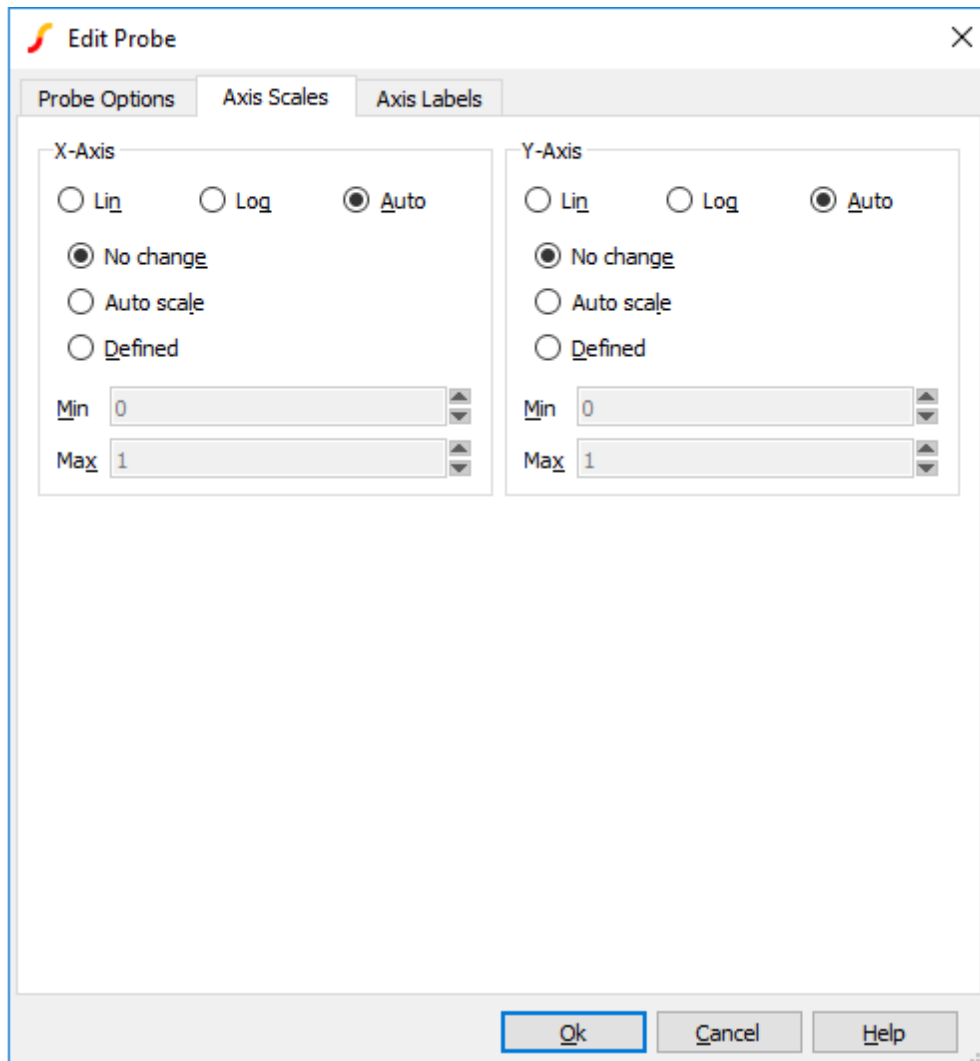 Edit Probe
Probe Options Axis Scales Axis Labels
X-Axis
Lin Log Auto
No change
Auto scale
Defined
Min 0
Max 1
Y-Axis
Lin Log Auto
No change
Auto scale
Defined
Min 0
Max 1
Ok Cancel Help